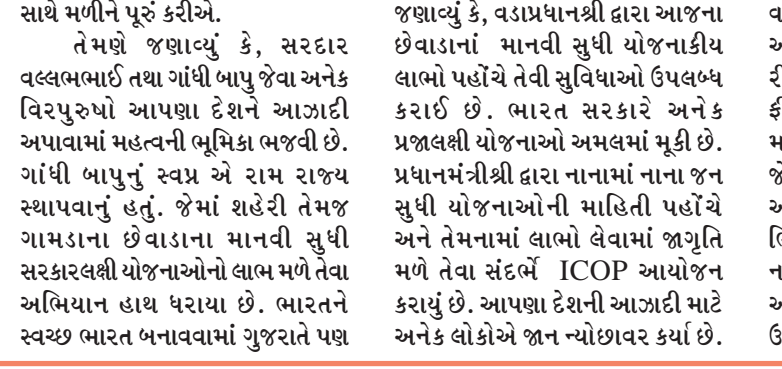 સાથે મળીને પૂરું કરીએ.
તેમણે જણાવ્યું કે, સરદાર
વલ્લભભાઈ તથા ગાંધી બાપુ જેવા અનેક
વિરપુરુષો આપણા દેશને આઝાદી
અપાવામાં મહત્વની ભૂમિકા ભજવી છે.
ગાંધી બાપુનું સ્વપ્ન એ રામ રાજ્ય
સ્થાપવાનું હતું. જેમાં શહેરી તેમજ
ગામડાના છેવાડાના માનવી સુધી
સરકારલક્ષી યોજનાઓનો લાભ મળે તેવા
અભિયાન હાથ ધરાયા છે. ભારતને
સ્વચ્છ ભારત બનાવવામાં ગુજરાતે પણ
જણાવ્યું કે, વડાપ્રધાનશ્રી દ્વારા આજના
છેવાડાનાં માનવી સુધી યોજનાકીય
લાભો પહોંચે તેવી સુવિધાઓ ઉપલબ્ધ
કરાઈ છે. ભારત સરકારે અનેક
પ્રજાલક્ષી યોજનાઓ અમલમાં મૂકી છે.
પ્રધાનમંત્રીશ્રી દ્વારા નાનામાં નાના જન
સુધી યોજનાઓની માહિતી પહોંચે
અને તેમનામાં લાભો લેવામાં જાગૃતિ
મળે તેવા સંદર્ભે ICOP આયોજન
કરાયું છે. આપણા દેશની આઝાદી માટે
અનેક લોકોએ જાન ન્યોછાવર કર્યા છે.